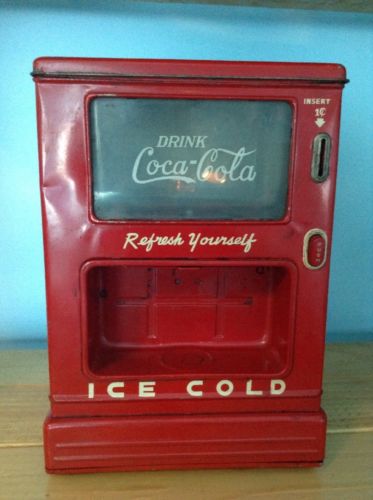 INSERT
1¢
DRINK
Coca-Cola
Refresh Yourself
ICE COLD